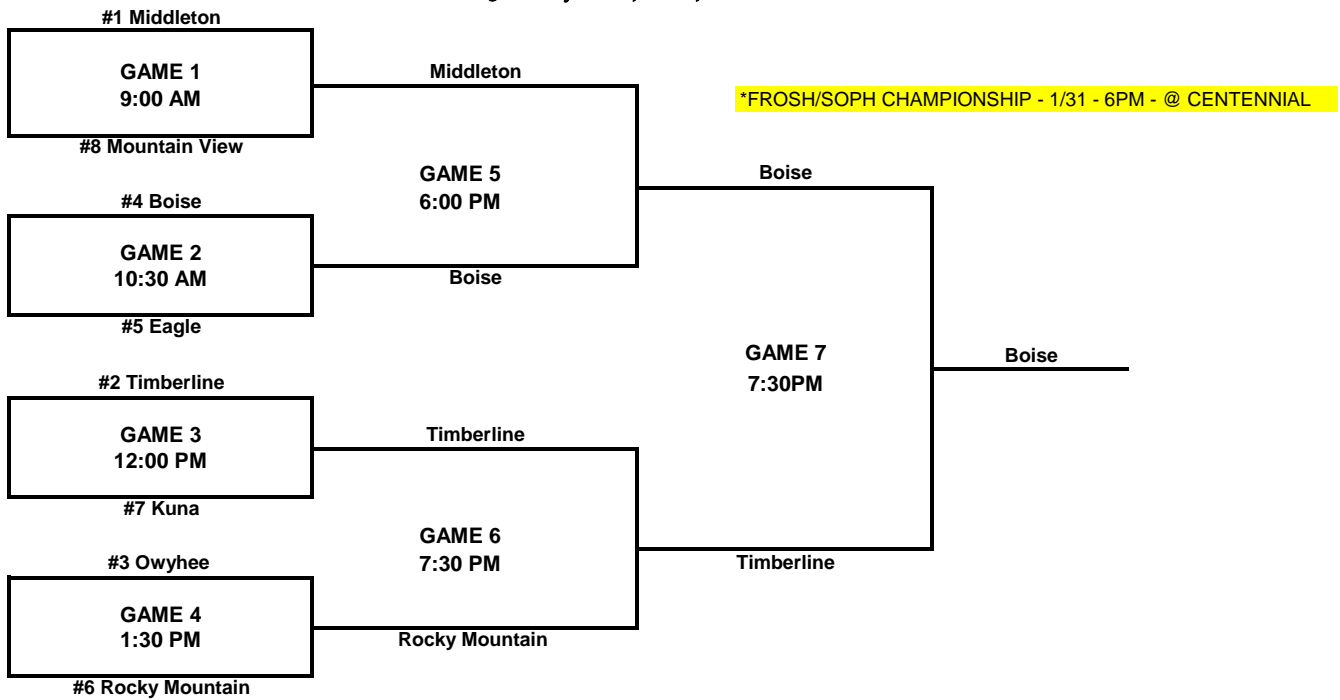 #1 Middleton
GAME 1
9:00 AM
#8 Mountain View
Middleton
*FROSH/SOPH CHAMPIONSHIP - 1/31 - 6PM - @ CENTENNIAL
GAME 5
6:00 PM
Boise
#4 Boise
GAME 2
10:30 AM
#5 Eagle
Boise
GAME 7
7:30PM
Boise
#2 Timberline
GAME 3
12:00 PM
#7 Kuna
Timberline
GAME 6
7:30 PM
Timberline
#3 Owyhee
GAME 4
1:30 PM
#6 Rocky Mountain
Rocky Mountain